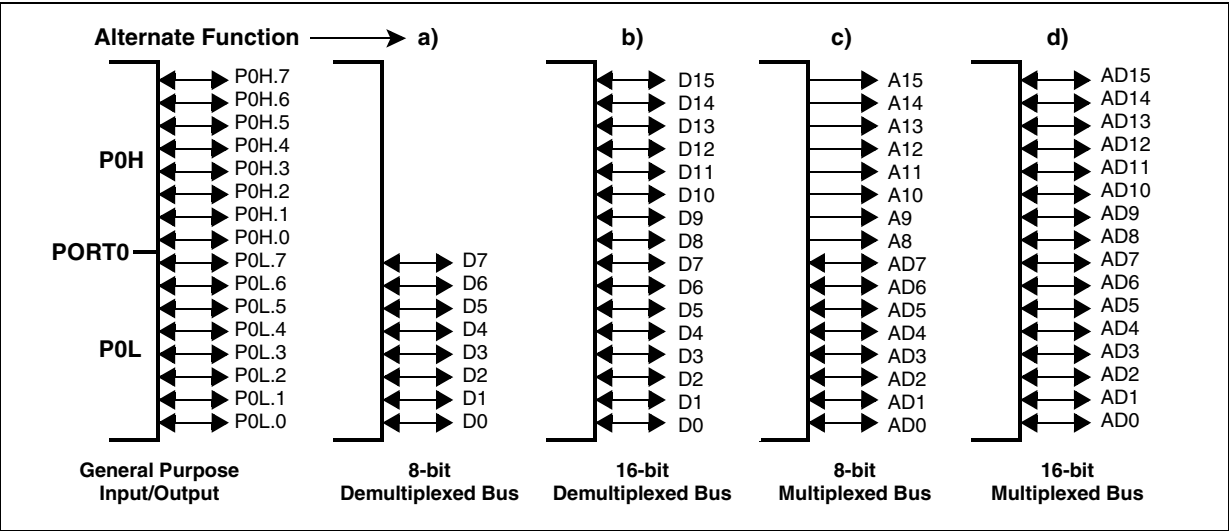 Alternate Function a) b) c) d)
P0H.7 D15 A15 AD15
P0H.6 D14 A14 AD14
P0H.5 D13 A13 AD13
P0H.4 D12 A12 AD12
P0H P0H.3 D11 A11 AD11
P0H.2 D10 A10 AD10
P0H.1 D9 A9 AD9
P0H.0 D8 A8 AD8
PORT0
P0L.7 D7 D7 AD7 AD7
P0L.6 D6 D6 AD6 AD6
P0L.5 D5 D5 AD5 AD5
P0L.4 D4 D4 AD4 AD4
P0L P0L.3 D3 D3 AD3 AD3
P0L.2 D2 D2 AD2 AD2
P0L.1 D1 D1 AD1 AD1
P0L.0 D0 D0 AD0 AD0
General Purpose 8-bit 16-bit 8-bit 16-bit
Input/Output Demultiplexed Bus Demultiplexed Bus Multiplexed Bus Multiplexed Bus